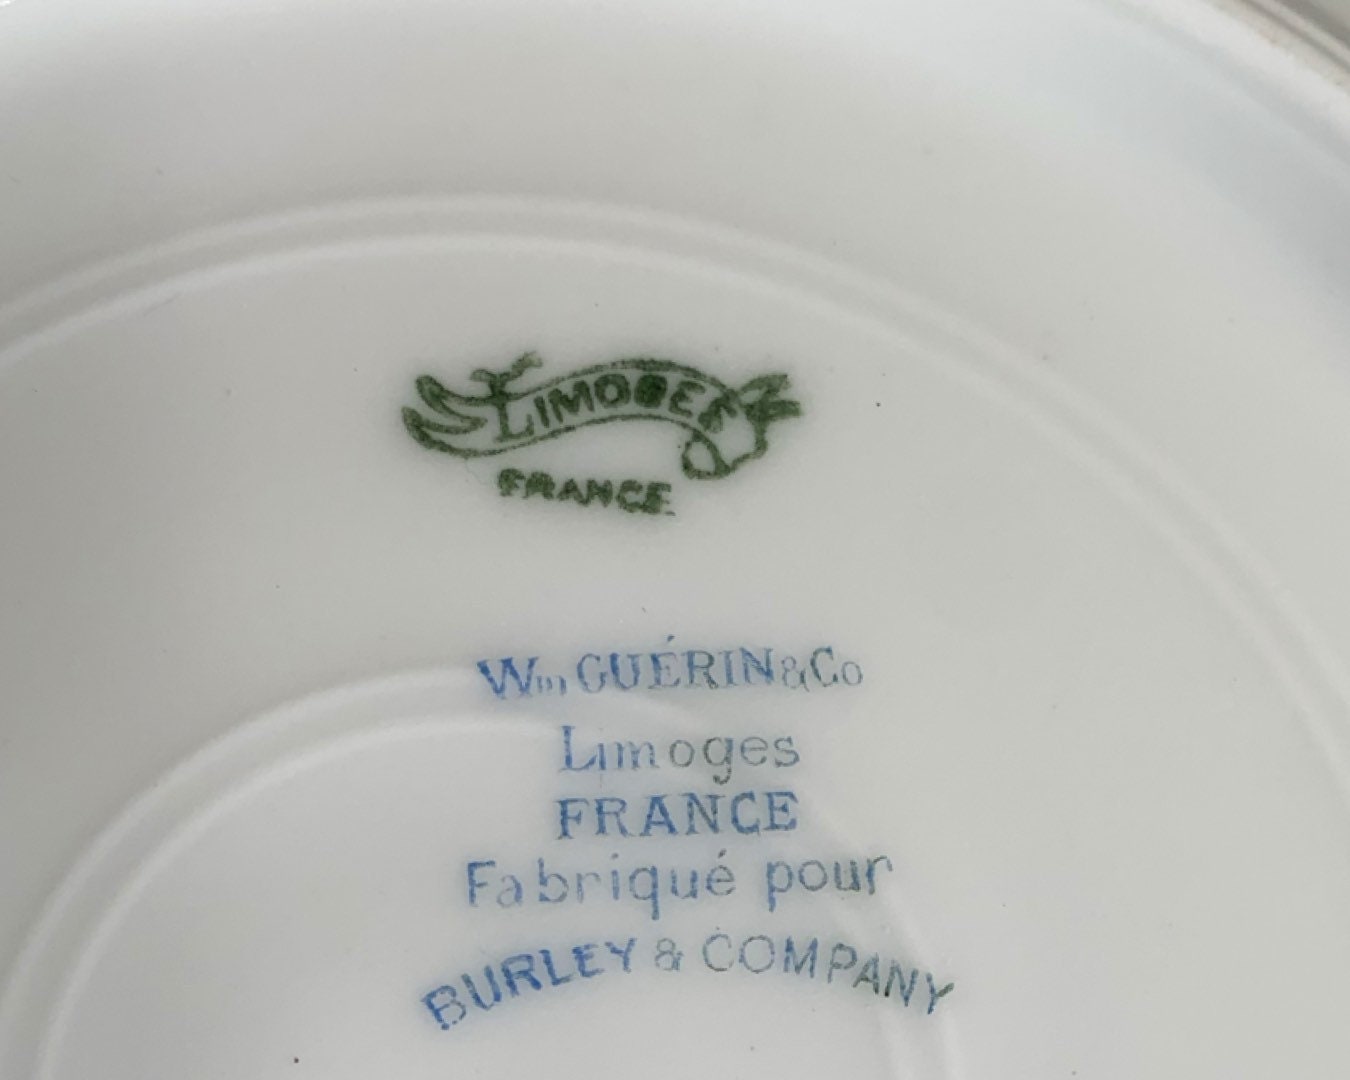 LIMOGES
FRANCE
Wm GUÉRIN & Co
Limoges
FRANCE
Fabriqué pour
BURLEY & COMPANY